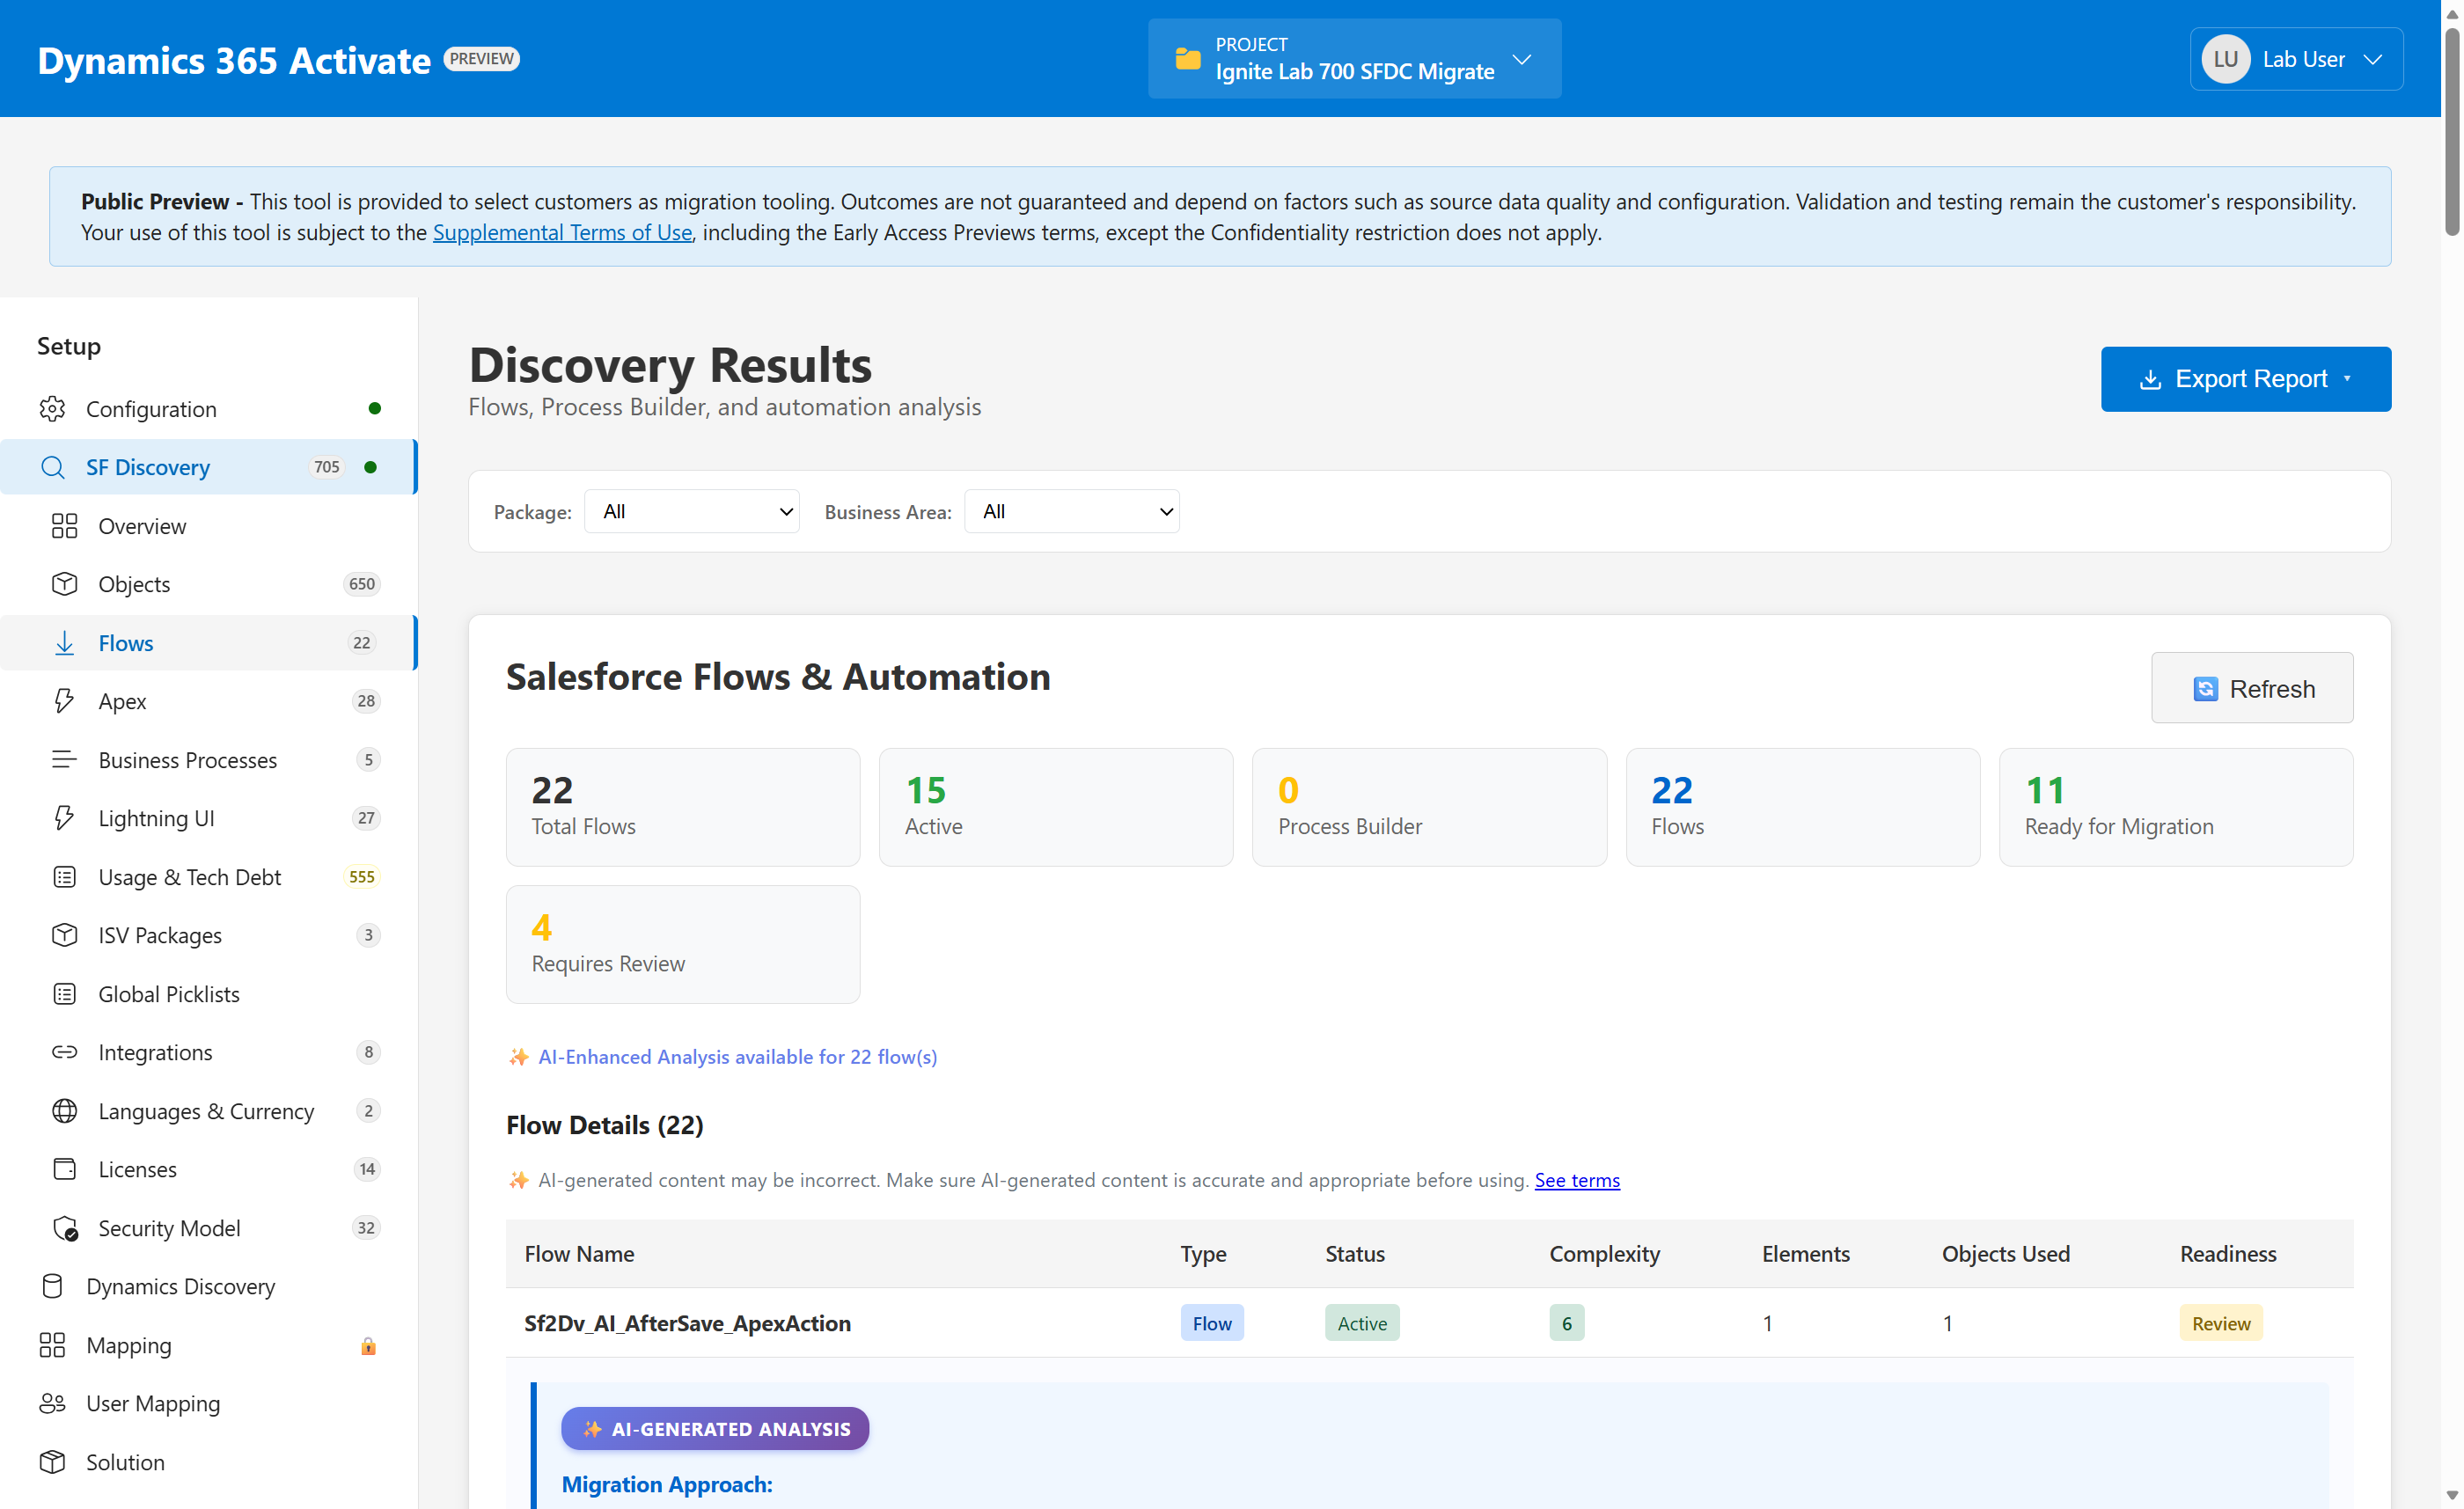 Dynamics 365 Activate PREVIEW
PROJECT
Ignite Lab 700 SFDC Migrate
LU Lab User
Public Preview - This tool is provided to select customers as migration tooling. Outcomes are not guaranteed and depend on factors such as source data quality and configuration. Validation and testing remain the customer's responsibility.
Your use of this tool is subject to the Supplemental Terms of Use, including the Early Access Previews terms, except the Confidentiality restriction does not apply.
Setup
Configuration
SF Discovery 705
Overview
Objects 650
Flows 22
Apex 28
Business Processes 5
Lightning UI 27
Usage & Tech Debt 555
ISV Packages 3
Global Picklists
Integrations 8
Languages & Currency 2
Licenses 14
Security Model 32
Dynamics Discovery
Mapping
User Mapping
Solution
Discovery Results
Flows, Process Builder, and automation analysis
Export Report
Package: All Business Area: All
Salesforce Flows & Automation
Refresh
22
Total Flows
15
Active
0
Process Builder
22
Flows
11
Ready for Migration
4
Requires Review
AI-Enhanced Analysis available for 22 flow(s)
Flow Details (22)
AI-generated content may be incorrect. Make sure AI-generated content is accurate and appropriate before using. See terms
Flow Name Type Status Complexity Elements Objects Used Readiness
Sf2Dv_AI_AfterSave_ApexAction Flow Active 6 1 1 Review
AI-GENERATED ANALYSIS
Migration Approach: